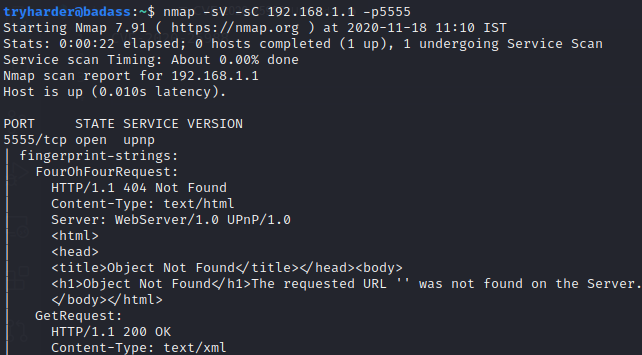 tryharder@badass:~$ nmap -sV -sC 192.168.1.1 -p5555
Starting Nmap 7.91 ( https://nmap.org ) at 2020-11-18 11:10 IST
Stats: 0:00:22 elapsed; 0 hosts completed (1 up), 1 undergoing Service Scan
Service scan Timing: About 0.00% done
Nmap scan report for 192.168.1.1
Host is up (0.010s latency).

PORT     STATE SERVICE VERSION
5555/tcp open  upnp
| fingerprint-strings:
|   FourOhFourRequest:
|     HTTP/1.1 404 Not Found
|     Content-Type: text/html
|     Server: WebServer/1.0 UPnP/1.0
|     <html>
|     <head>
|     <title>Object Not Found</title></head><body>
|     <h1>Object Not Found</h1>The requested URL '' was not found on the Server.
|     </body></html>
|   GetRequest:
|     HTTP/1.1 200 OK
|     Content-Type: text/xml